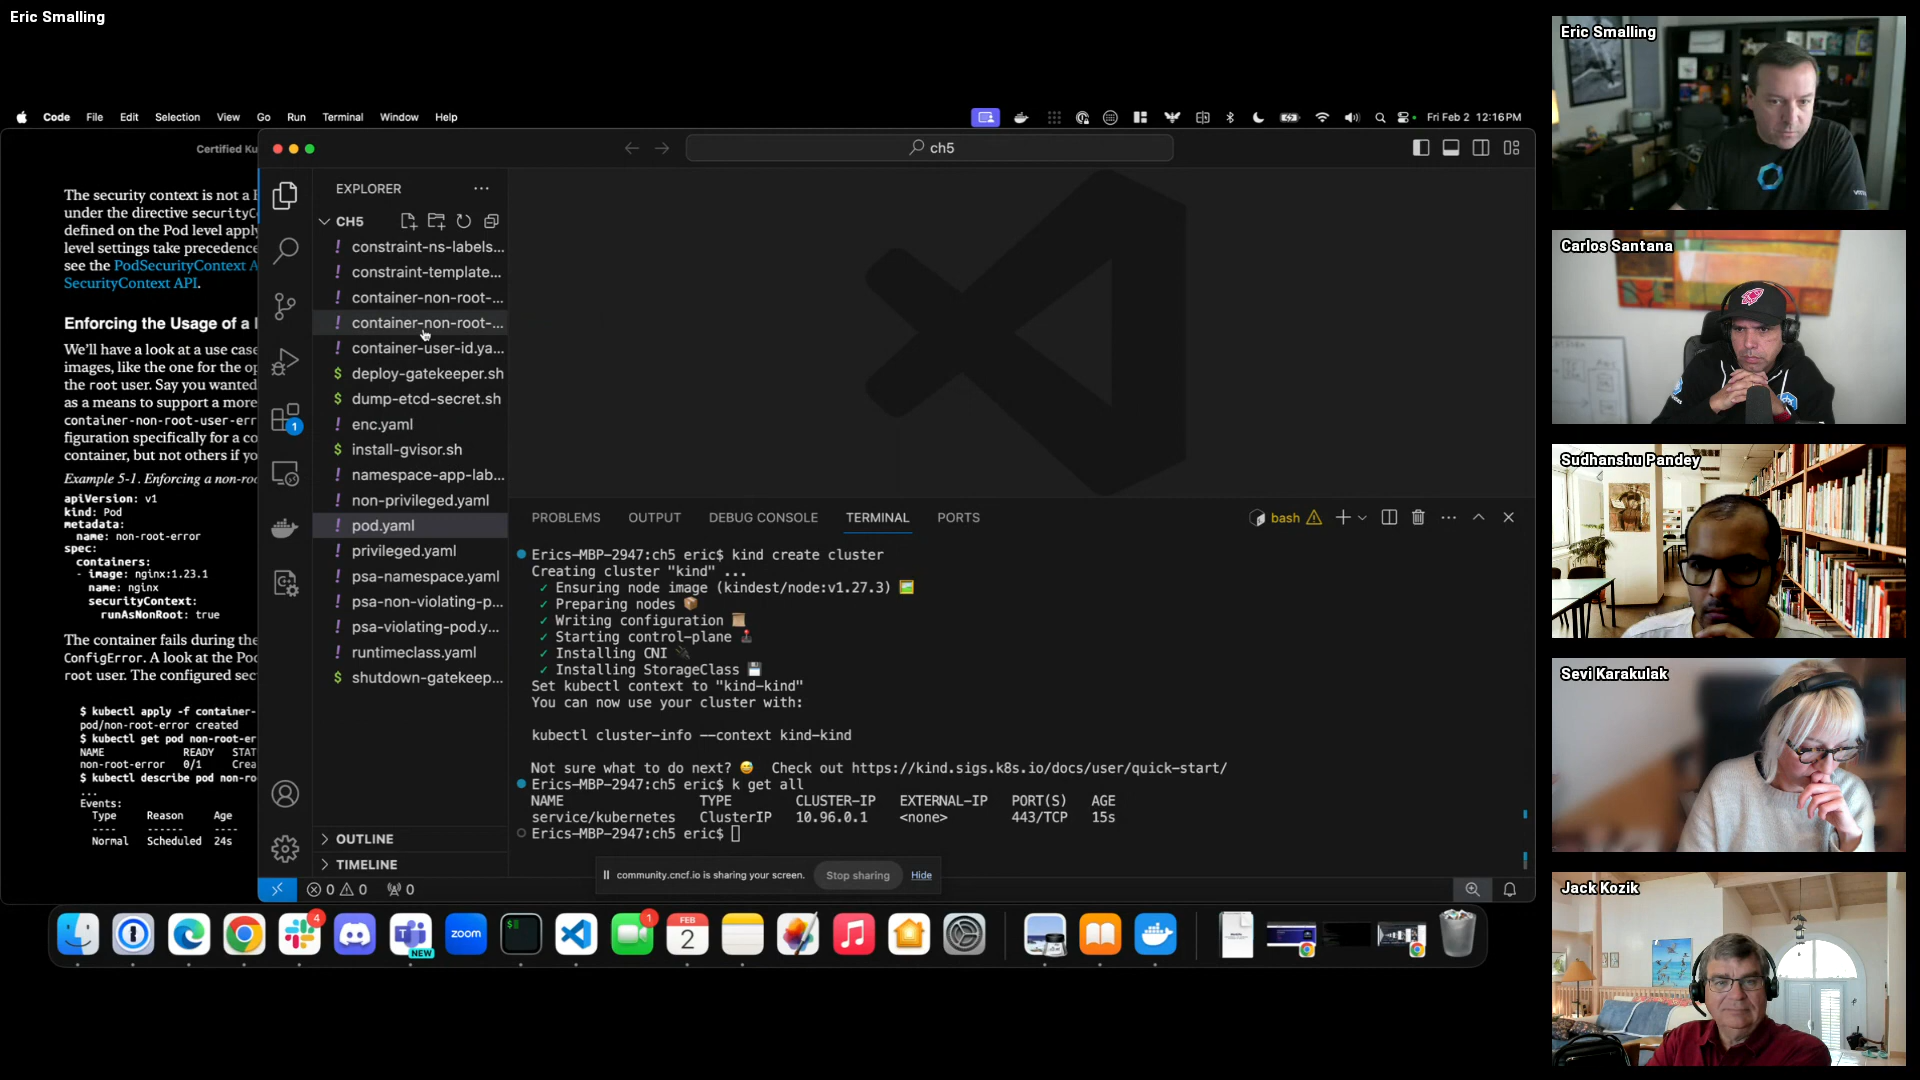 Eric Smalling
Code File Edit Selection View Go Run Terminal Window Help
Fri Feb 2 12:16PM
Certified Ku
The security context is not a
under the directive securityC
defined on the Pod level apply
level settings take precedence
see the PodSecurityContext A
SecurityContext API.
Enforcing the Usage of a
We'll have a look at a use case
images, like the one for the op
the root user. Say you wanted
as a means to support a more
container-non-root-user-err
figuration specifically for a co
container, but not others if yo
Example 5-1. Enforcing a non-roo
apiVersion: v1
kind: Pod
metadata:
name: non-root-error
spec:
containers:
- image: nginx:1.23.1
name: nginx
securityContext:
runAsNonRoot: true
The container fails during the
ConfigError. A look at the Pod
root user. The configured sec
$ kubectl apply -f container-
pod/non-root-error created
$ kubectl get pod non-root-er
NAME READY STAT
non-root-error 0/1 Crea
$ kubectl describe pod non-ro
...
Events:
Type Reason Age
---- ------ ----
Normal Scheduled 24s
ch5
EXPLORER
CH5
! constraint-ns-labels...
! constraint-template...
! container-non-root-...
! container-non-root-...
! container-user-id.ya...
$ deploy-gatekeeper.sh
$ dump-etcd-secret.sh
! enc.yaml
$ install-gvisor.sh
! namespace-app-lab...
! non-privileged.yaml
! pod.yaml
! privileged.yaml
! psa-namespace.yaml
! psa-non-violating-p...
! psa-violating-pod.y...
! runtimeclass.yaml
$ shutdown-gatekeep...
OUTLINE
TIMELINE
1
PROBLEMS OUTPUT DEBUG CONSOLE TERMINAL PORTS
bash
Erics-MBP-2947:ch5 eric$ kind create cluster
Creating cluster "kind" ...
✓ Ensuring node image (kindest/node:v1.27.3) 🖼
✓ Preparing nodes 📦
✓ Writing configuration 📜
✓ Starting control-plane 🕹
✓ Installing CNI 🔌
✓ Installing StorageClass 💾
Set kubectl context to "kind-kind"
You can now use your cluster with:
kubectl cluster-info --context kind-kind
Not sure what to do next? 😅 Check out https://kind.sigs.k8s.io/docs/user/quick-start/
Erics-MBP-2947:ch5 eric$ k get all
NAME TYPE CLUSTER-IP EXTERNAL-IP PORT(S) AGE
service/kubernetes ClusterIP 10.96.0.1 <none> 443/TCP 15s
Erics-MBP-2947:ch5 eric$
community.cncf.io is sharing your screen. Stop sharing Hide
0 0 0
4
NEW
zoom
1
FEB
2
Eric Smalling
Carlos Santana
Sudhanshu Pandey
Sevi Karakulak
Jack Kozik